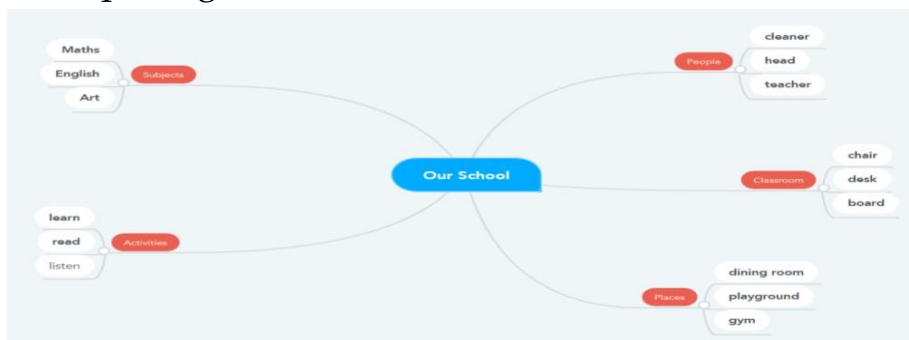 Maths
English
Art
Subjects
People
cleaner
head
teacher
Our School
Classroom
chair
desk
board
learn
read
listen
Activities
Places
dining room
playground
gym